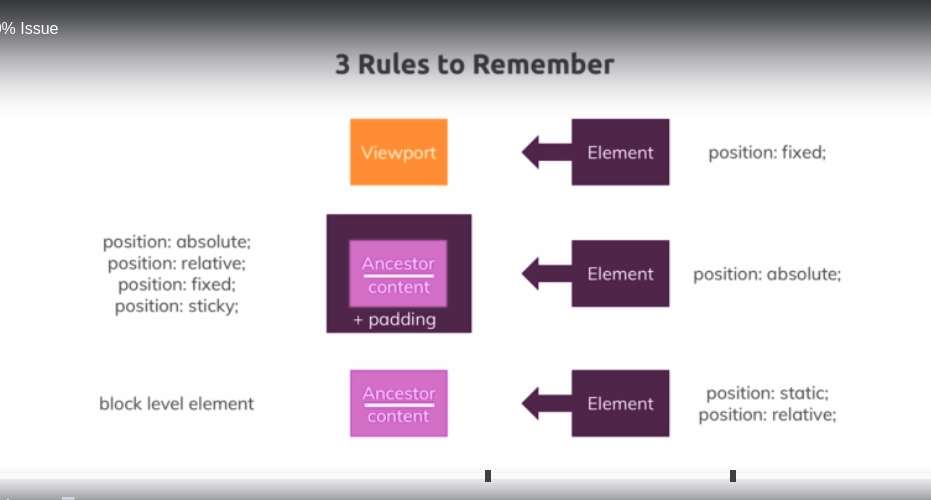 % Issue
3 Rules to Remember
Viewport
Element
position: fixed;
position: absolute;
position: relative;
position: fixed;
position: sticky;
Ancestor
content
+ padding
Element
position: absolute;
block level element
Ancestor
content
Element
position: static;
position: relative;